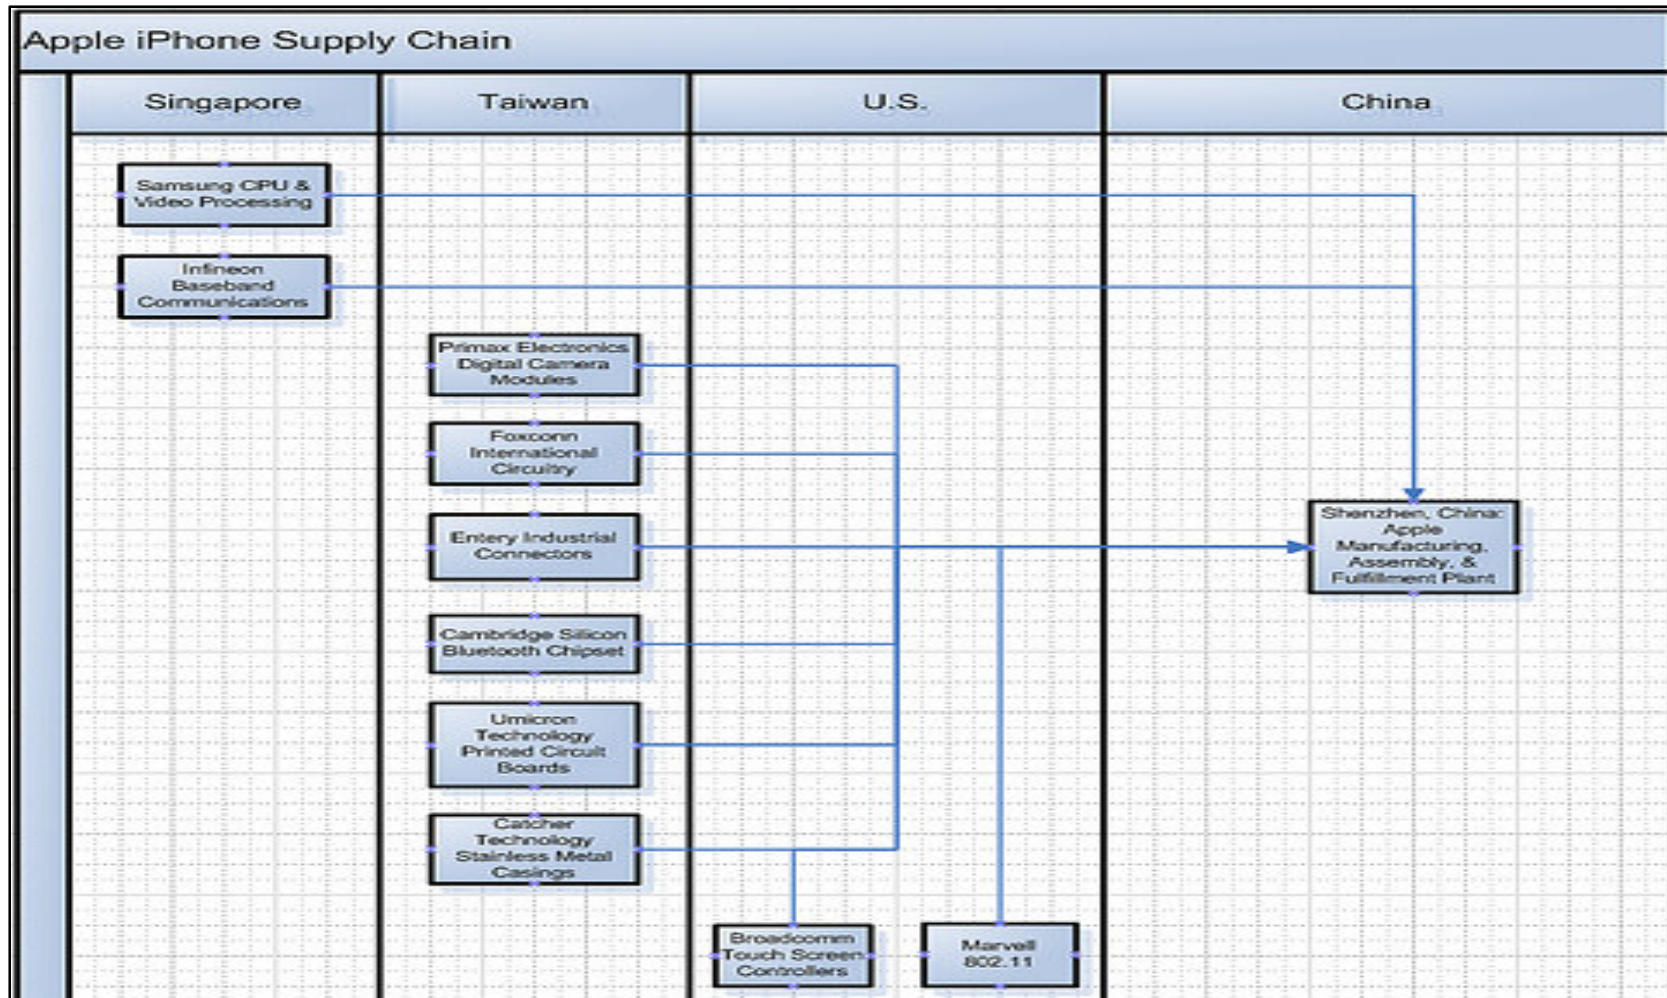 Apple iPhone Supply Chain
Singapore
Taiwan
U.S.
China
Samsung CPU &
Video Processing
Infineon
Baseband
Communications
Primax Electronics
Digital Camera
Modules
Foxconn
International
Circuitry
Entery Industrial
Connectors
Cambridge Silicon
Bluetooth Chipset
Umicron
Technology
Printed Circuit
Boards
Catcher
Technology
Stainless Metal
Casings
Broadcomm
Touch Screen
Controllers
Marvell
802.11
Shenzhen, China:
Apple
Manufacturing,
Assembly, &
Fulfillment Plant